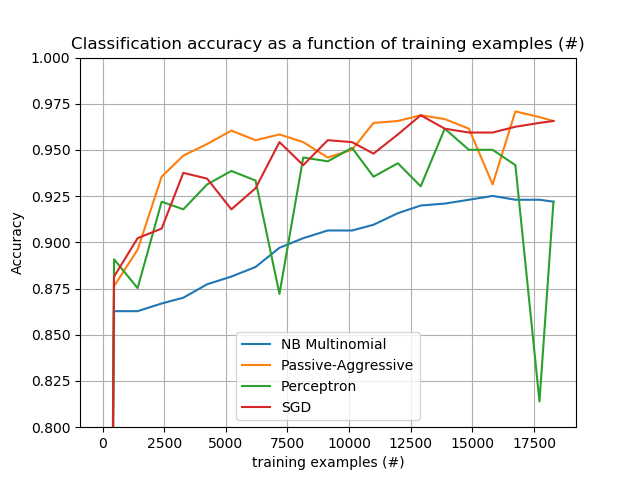 Classification accuracy as a function of training examples (#)
1.000
0.975
0.950
0.925
0.900
0.875
0.850
0.825
0.800
Accuracy
NB Multinomial
Passive-Aggressive
Perceptron
SGD
0 2500 5000 7500 10000 12500 15000 17500
training examples (#)